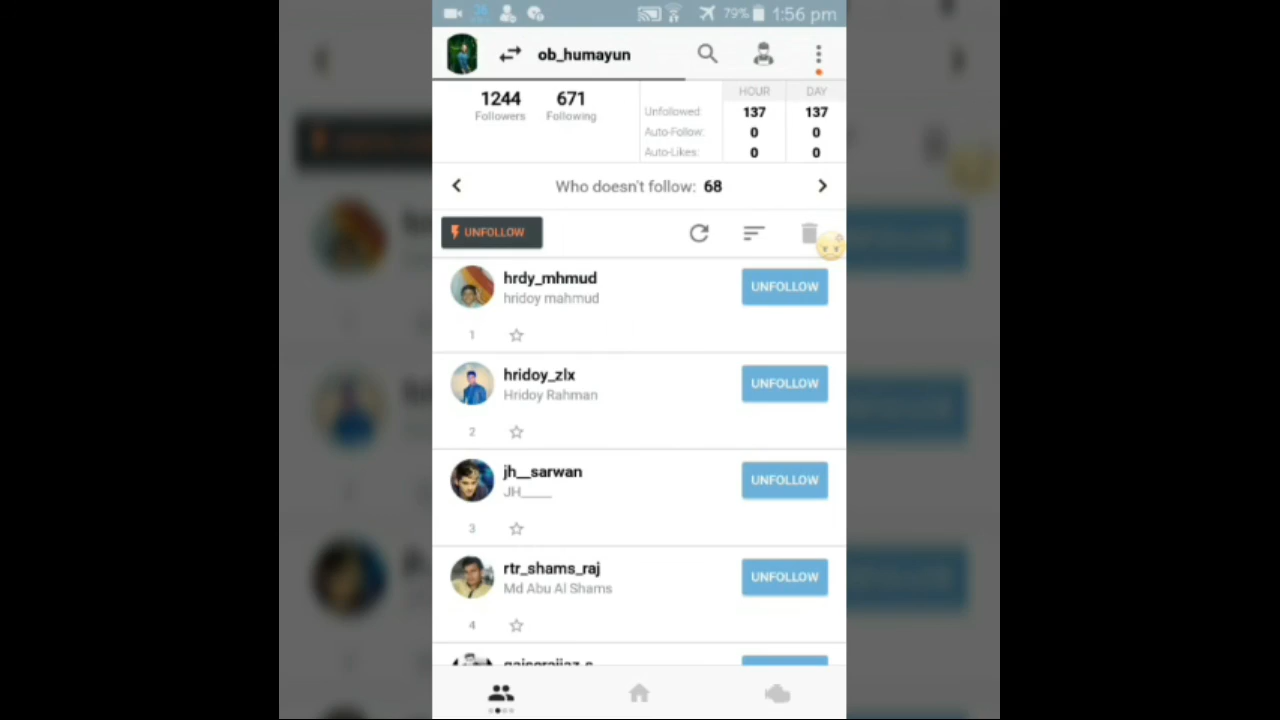 36
79% 1:56 pm
ob_humayun
1244
Followers
671
Following
HOUR DAY
Unfollowed: 137 137
Auto-Follow: 0 0
Auto-Likes: 0 0
Who doesn't follow: 68
UNFOLLOW
hrdy_mhmud
hridoy mahmud
UNFOLLOW
1
hridoy_zlx
Hridoy Rahman
UNFOLLOW
2
jh__sarwan
JH_____
UNFOLLOW
3
rtr_shams_raj
Md Abu Al Shams
UNFOLLOW
4